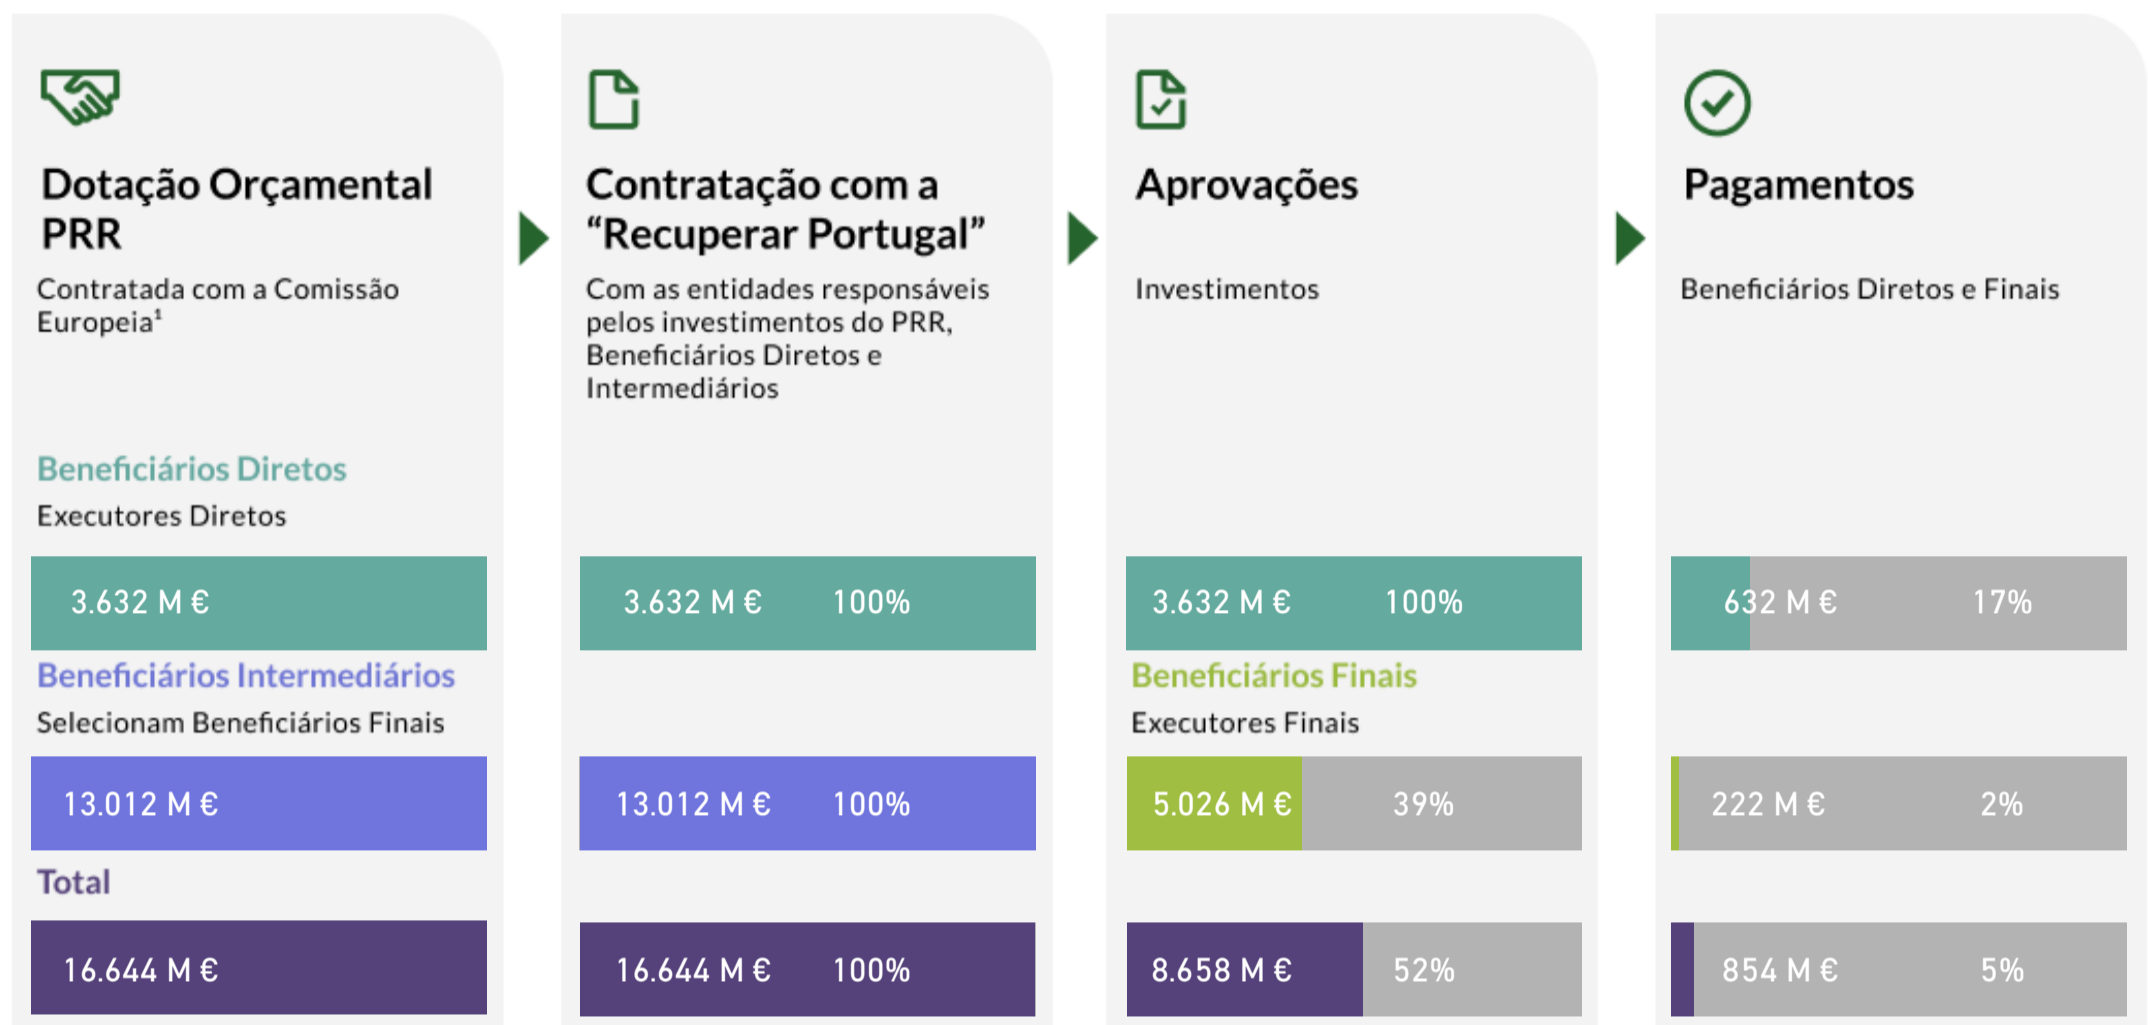 Dotação Orçamental
PRR
Contratada com a Comissão
Europeia¹
Contratação com a
“Recuperar Portugal”
Com as entidades responsáveis
pelos investimentos do PRR,
Beneficiários Diretos e
Intermediários
Aprovações
Investimentos
Pagamentos
Beneficiários Diretos e Finais
Beneficiários Diretos
Executores Diretos
3.632 M €
3.632 M € 100%
3.632 M € 100%
632 M € 17%
Beneficiários Intermediários
Selecionam Beneficiários Finais
Beneficiários Finais
Executores Finais
13.012 M €
13.012 M € 100%
5.026 M € 39%
222 M € 2%
Total
16.644 M €
16.644 M € 100%
8.658 M € 52%
854 M € 5%